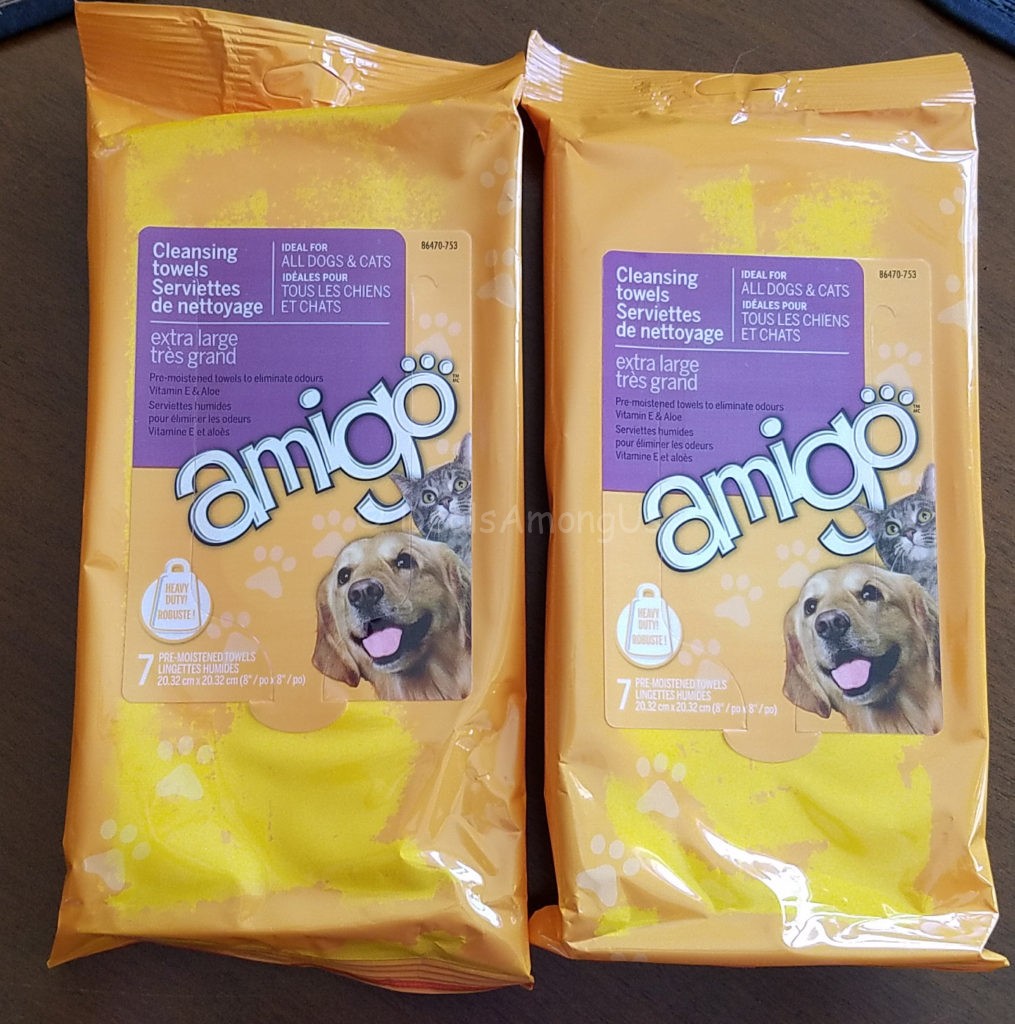 Cleansing
towels
Serviettes
de nettoyage
IDEAL FOR
ALL DOGS & CATS
IDÉALES POUR
TOUS LES CHIENS
ET CHATS
86470-753
extra large
très grand
Pre-moistened towels to eliminate odours
Vitamin E & Aloe
Serviettes humides
pour éliminer les odeurs
Vitamine E et aloès
amigo
TM
MC
HEAVY
DUTY!
ROBUSTE !
7 PRE-MOISTENED TOWELS
LINGETTES HUMIDES
20.32 cm x 20.32 cm (8" / po x 8" / po)
Cleansing
towels
Serviettes
de nettoyage
IDEAL FOR
ALL DOGS & CATS
IDÉALES POUR
TOUS LES CHIENS
ET CHATS
86470-753
extra large
très grand
Pre-moistened towels to eliminate odours
Vitamin E & Aloe
Serviettes humides
pour éliminer les odeurs
Vitamine E et aloès
amigo
TM
MC
HEAVY
DUTY!
ROBUSTE !
7 PRE-MOISTENED TOWELS
LINGETTES HUMIDES
20.32 cm x 20.32 cm (8" / po x 8" / po)